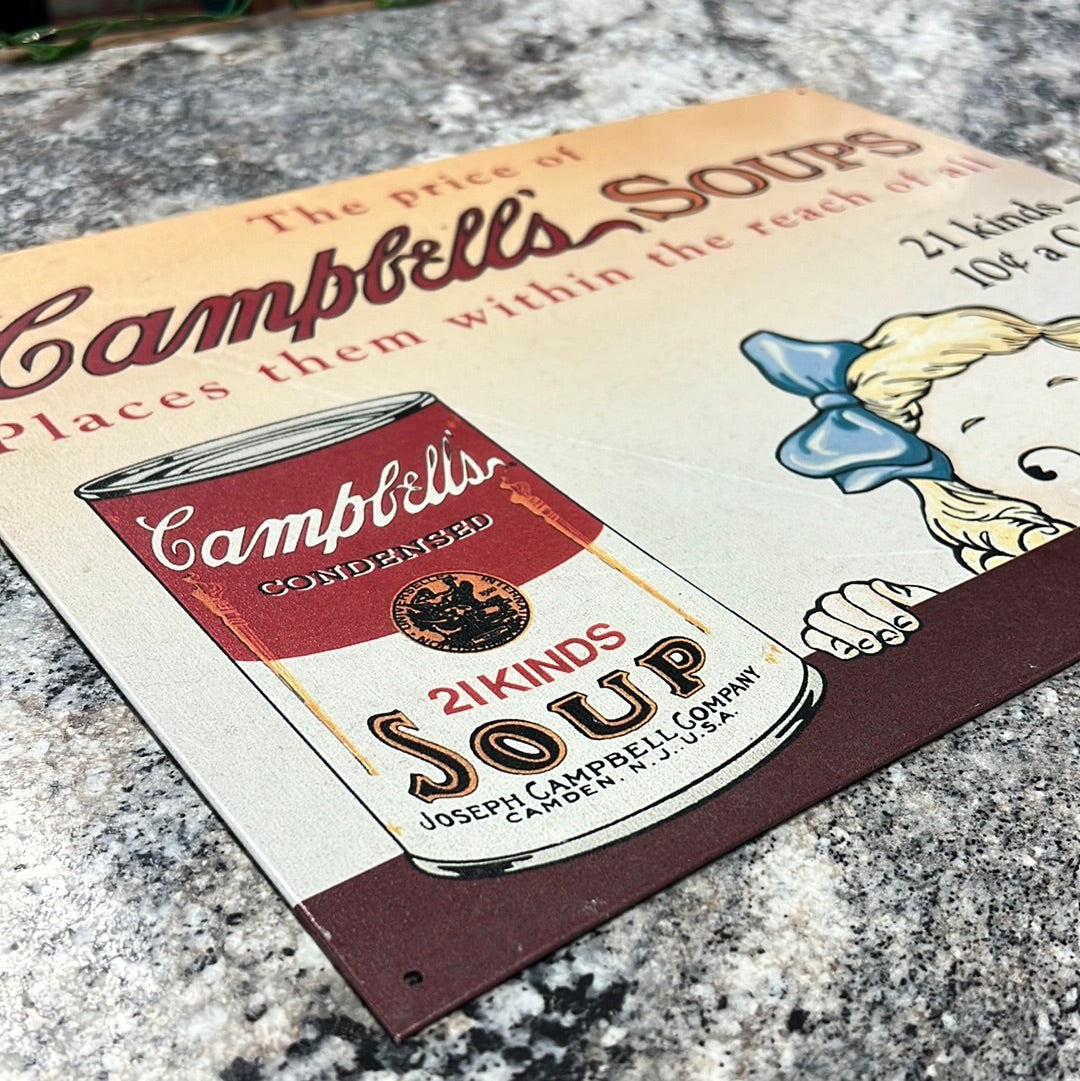 The price of
Campbell's SOUPS
Places them within the reach of all
21 kinds—
10¢ a
Campbell's
CONDENSED
21 KINDS
SOUP
JOSEPH CAMPBELL COMPANY
CAMDEN, N.J., U.S.A.